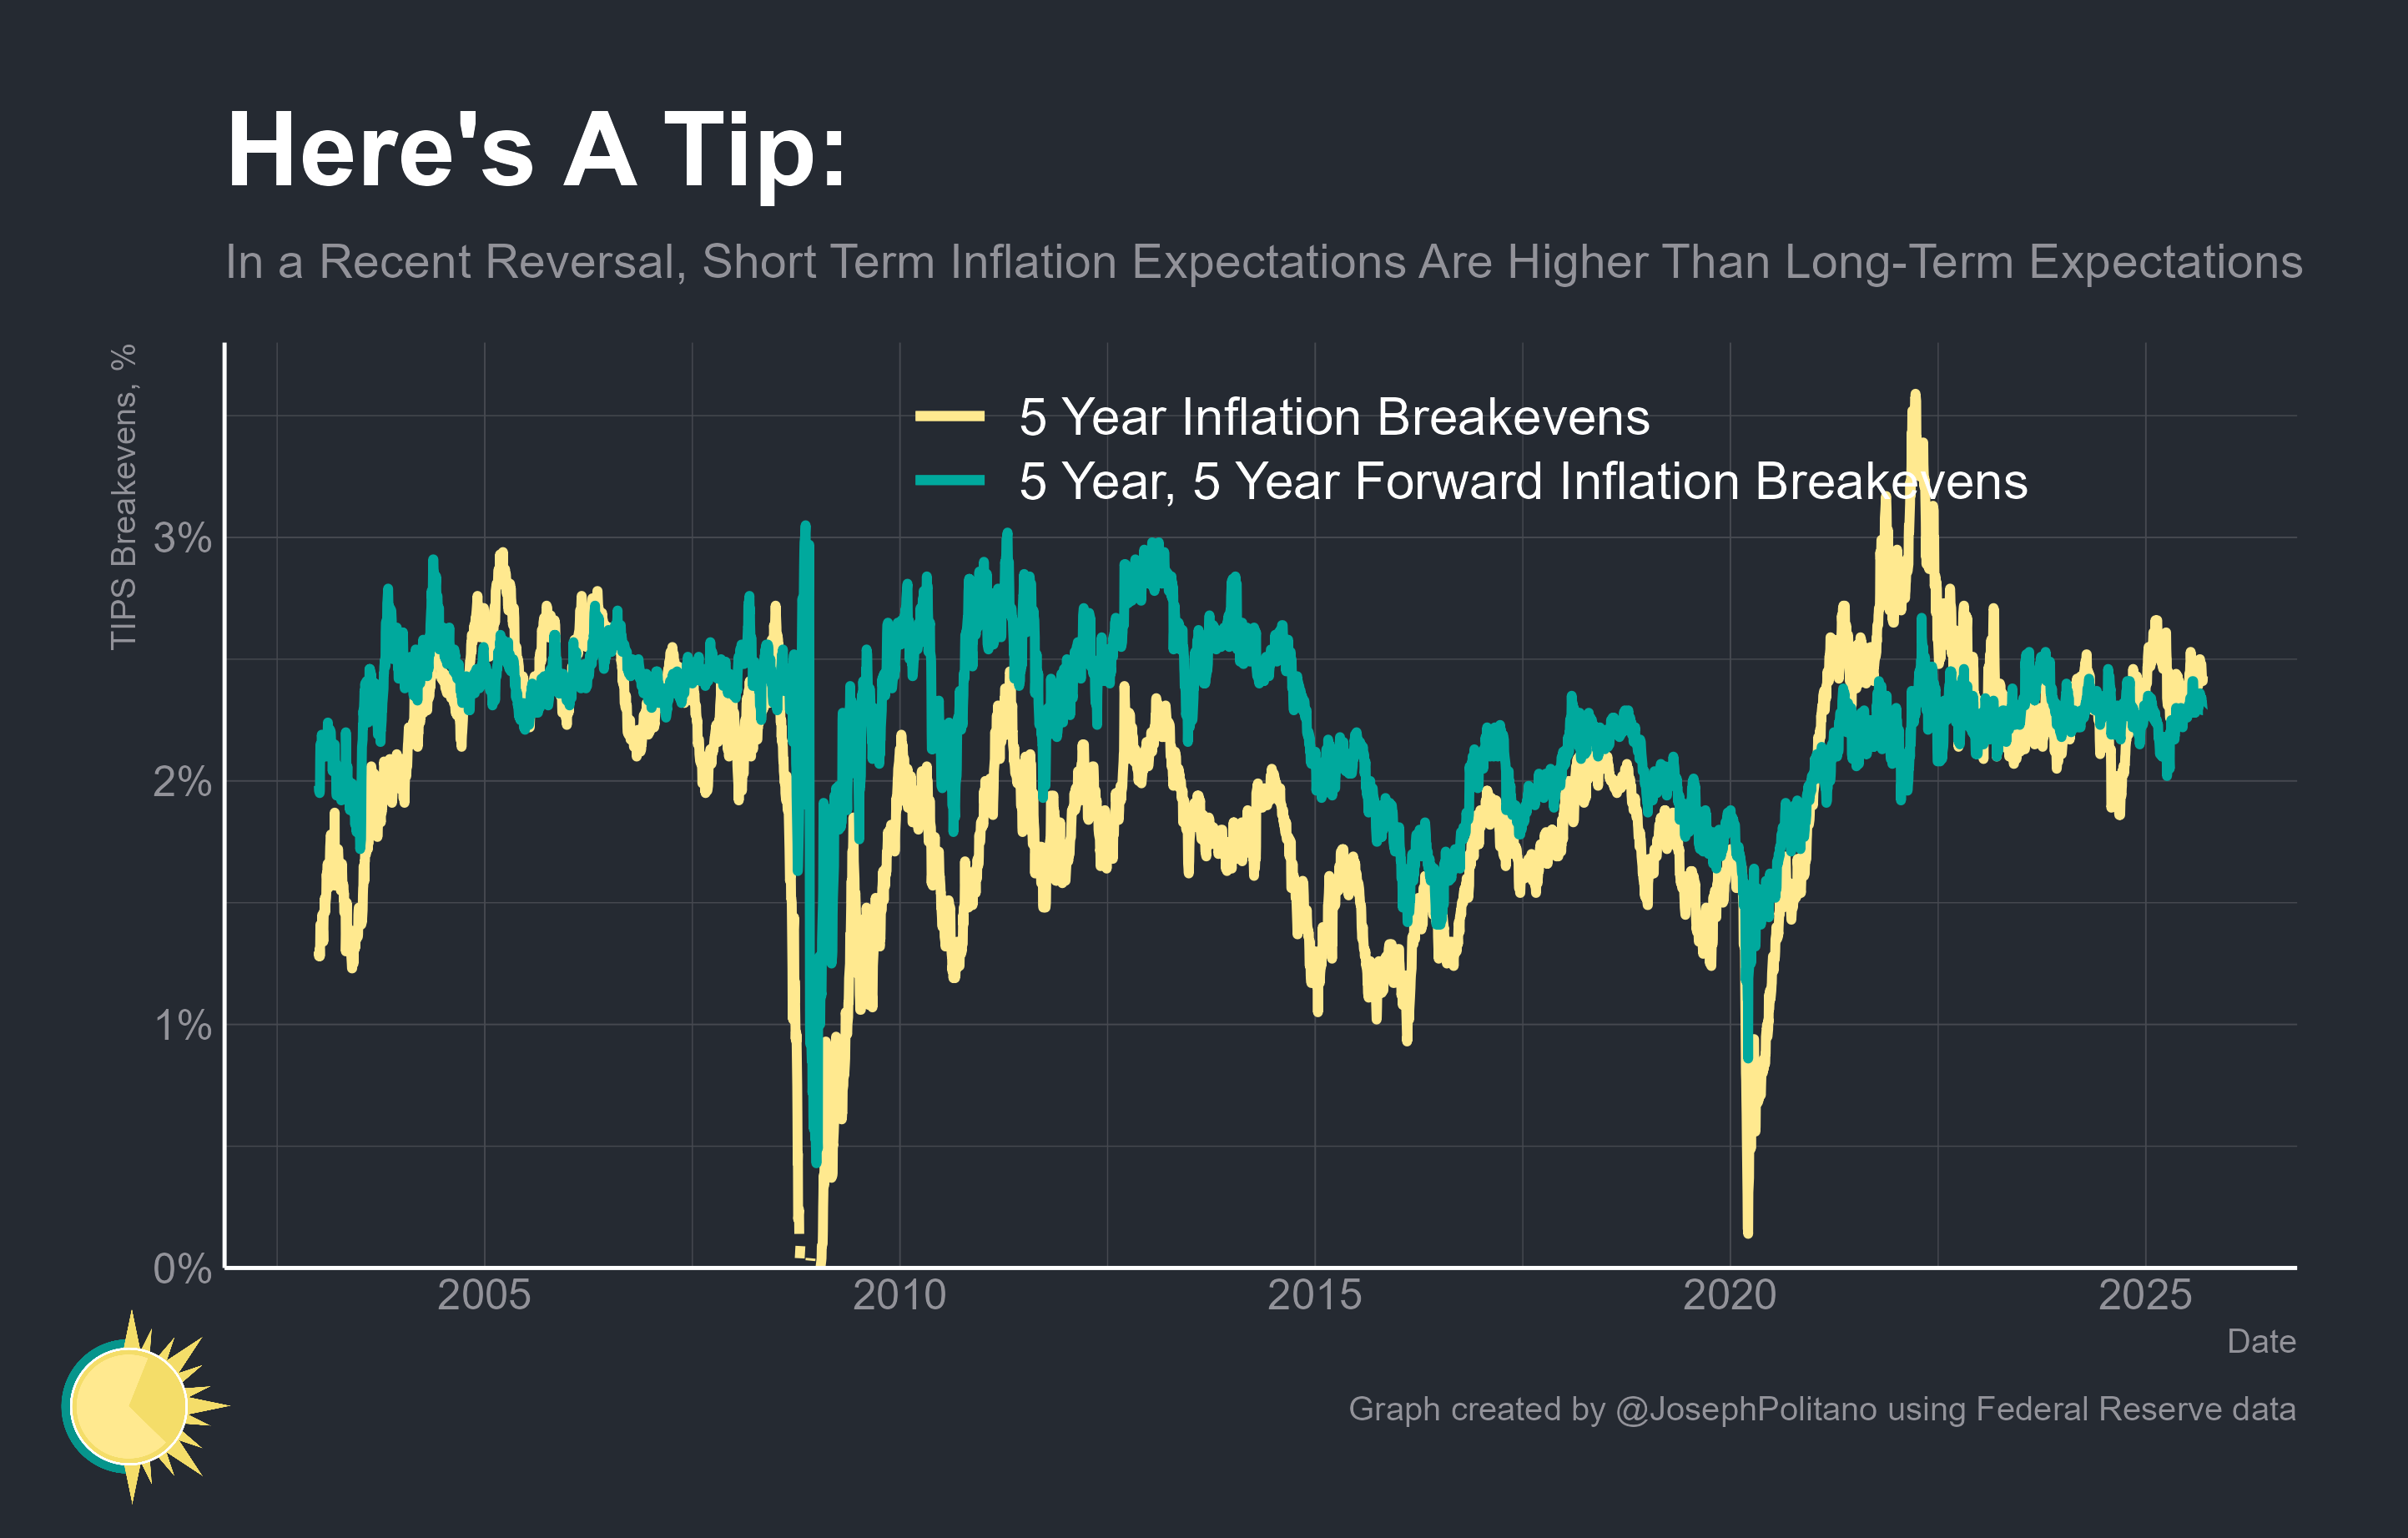 Here's A Tip:
In a Recent Reversal, Short Term Inflation Expectations Are Higher Than Long-Term Expectations
TIPS Breakevens, %
5 Year Inflation Breakevens
5 Year, 5 Year Forward Inflation Breakevens
3%
2%
1%
0%
2005
2010
2015
2020
2025
Date
Graph created by @JosephPolitano using Federal Reserve data